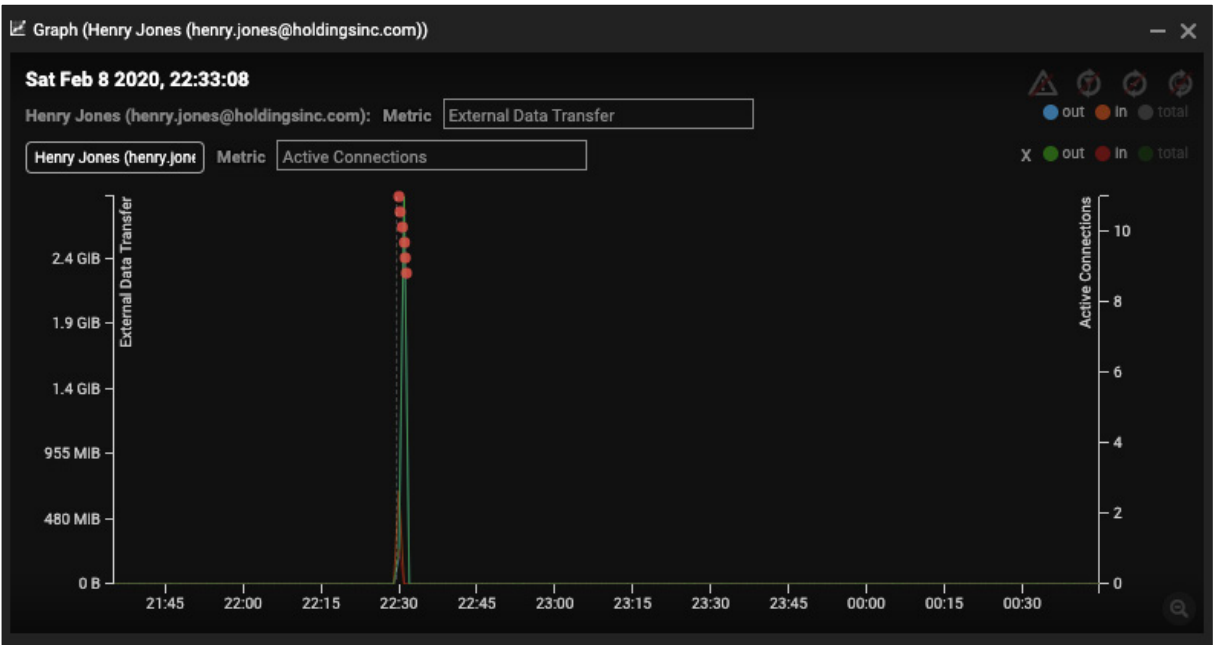 Graph (Henry Jones (henry.jones@holdingsinc.com))
Sat Feb 8 2020, 22:33:08
Henry Jones (henry.jones@holdingsinc.com): Metric External Data Transfer
out in total
Henry Jones (henry.jone Metric Active Connections
X out in total
External Data Transfer
Active Connections
2.4 GIB
1.9 GIB
1.4 GIB
955 MIB
480 MIB
0 B
10
8
6
4
2
0
21:45 22:00 22:15 22:30 22:45 23:00 23:15 23:30 23:45 00:00 00:15 00:30